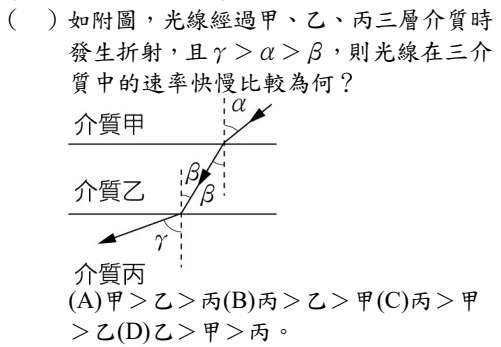 （　）如附圖，光線經過甲、乙、丙三層介質時
發生折射，且γ＞α＞β，則光線在三介
質中的速率快慢比較為何？
α
介質甲
β
介質乙
β
γ
介質丙
(A)甲＞乙＞丙(B)丙＞乙＞甲(C)丙＞甲
＞乙(D)乙＞甲＞丙。